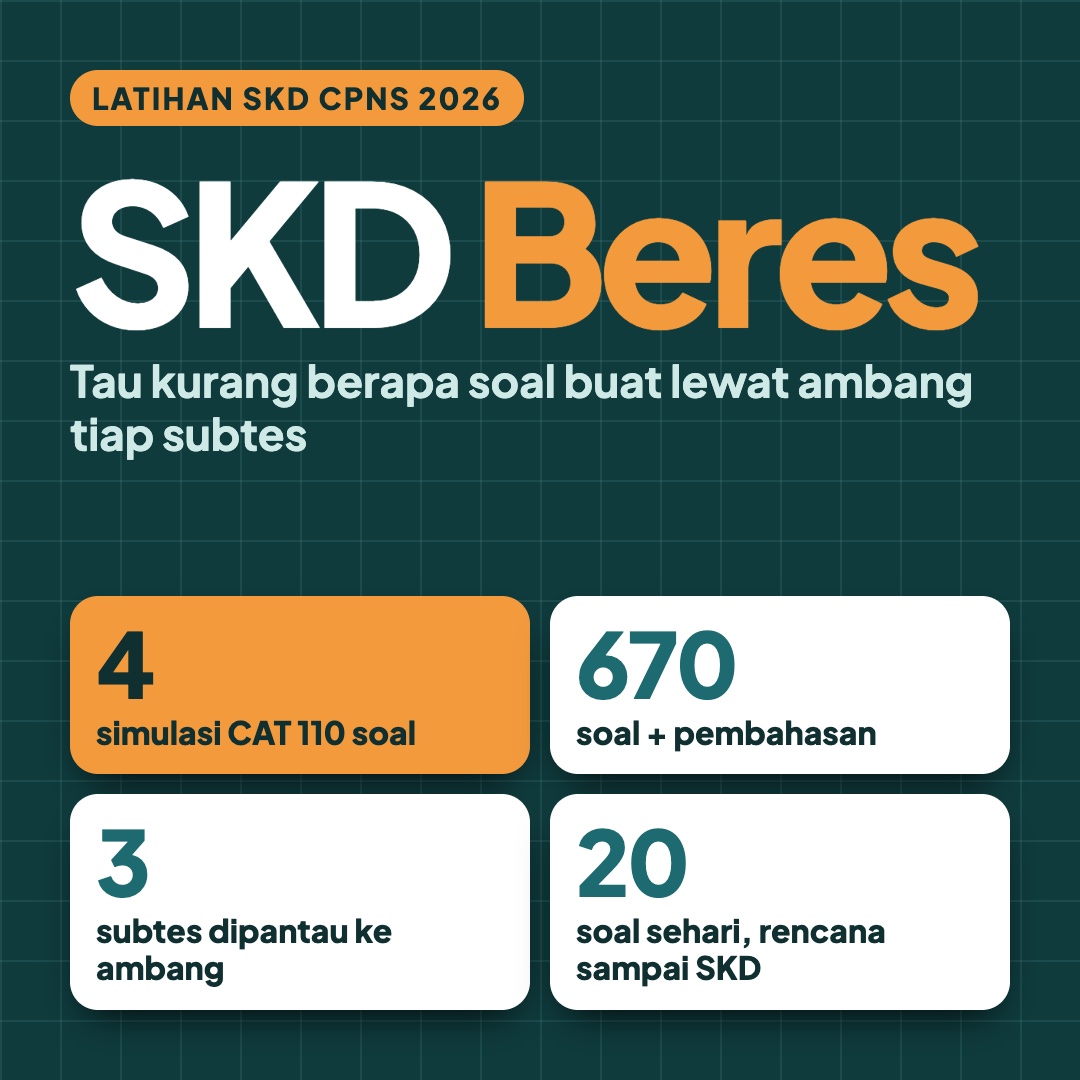 LATIHAN SKD CPNS 2026
SKD Beres
Tau kurang berapa soal buat lewat ambang
tiap subtes
4
simulasi CAT 110 soal
670
soal + pembahasan
3
subtes dipantau ke
ambang
20
soal sehari, rencana
sampai SKD